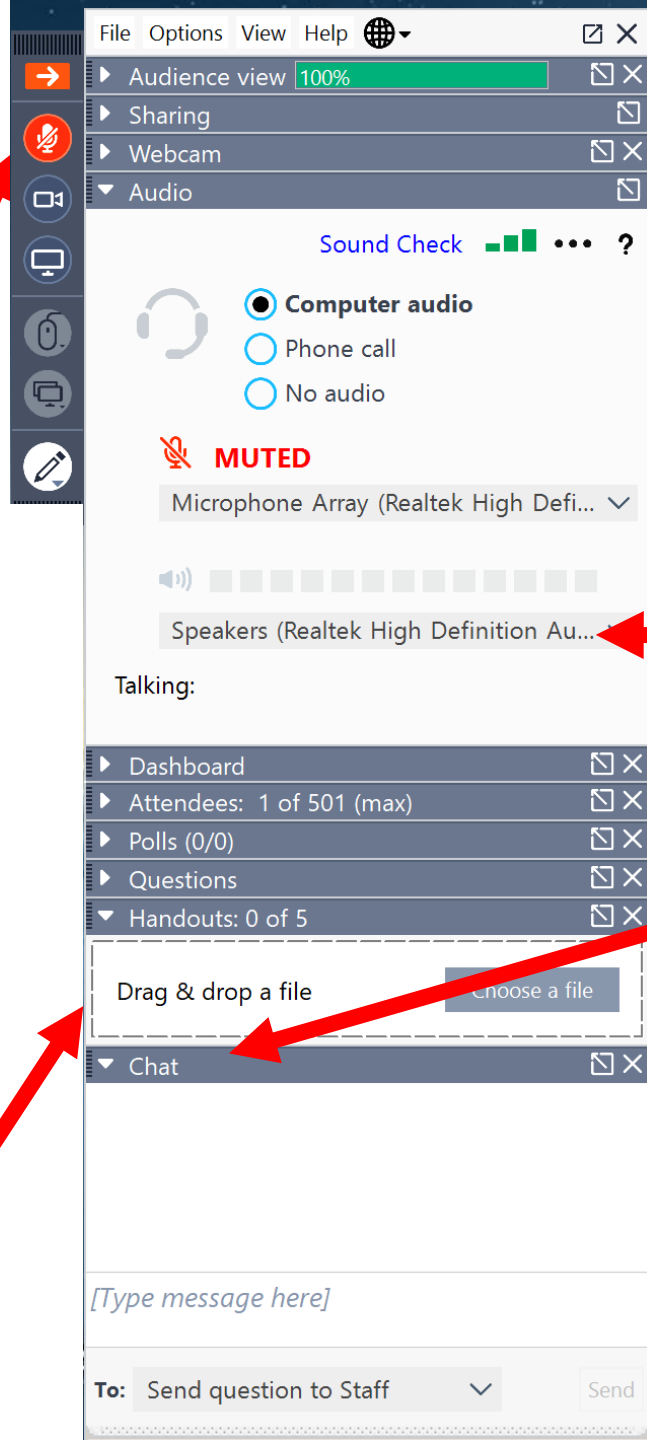 File Options View Help
Audience view 100%
Sharing
Webcam
Audio
Sound Check ?
Computer audio
Phone call
No audio
MUTED
Microphone Array (Realtek High Defi...
Speakers (Realtek High Definition Au...
Talking:
Dashboard
Attendees: 1 of 501 (max)
Polls (0/0)
Questions
Handouts: 0 of 5
Drag & drop a file Choose a file
Chat
[Type message here]
To: Send question to Staff Send